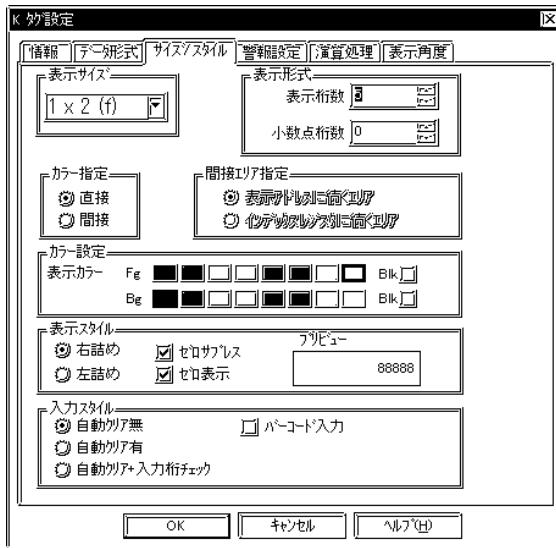 K ﾀｸﾞ設定
情報 ﾃﾞｰﾀ形式 ｻｲｽﾞ/ｽﾀｲﾙ 警報設定 演算処理 表示角度
表示ｻｲｽﾞ
1 x 2 (f)
表示形式
表示桁数
小数点桁数 0
ｶﾗｰ指定
直接
間接
間接ｴﾘｱ指定
表示ｱﾄﾞﾚｽに続くｴﾘｱ
ｲﾝﾃﾞｯｸｽﾚｼﾞｽﾀに続くｴﾘｱ
ｶﾗｰ設定
表示ｶﾗｰ Fg Blk
Bg Blk
表示ｽﾀｲﾙ
右詰め ｾﾞﾛｻﾌﾟﾚｽ
左詰め ｾﾞﾛ表示
ﾌﾟﾘﾋﾞｭｰ
88888
入力ｽﾀｲﾙ
自動ｸﾘｱ無 ﾊﾞｰｺｰﾄﾞ入力
自動ｸﾘｱ有
自動ｸﾘｱ+入力桁ﾁｪｯｸ
OK ｷｬﾝｾﾙ ﾍﾙﾌﾟ(H)